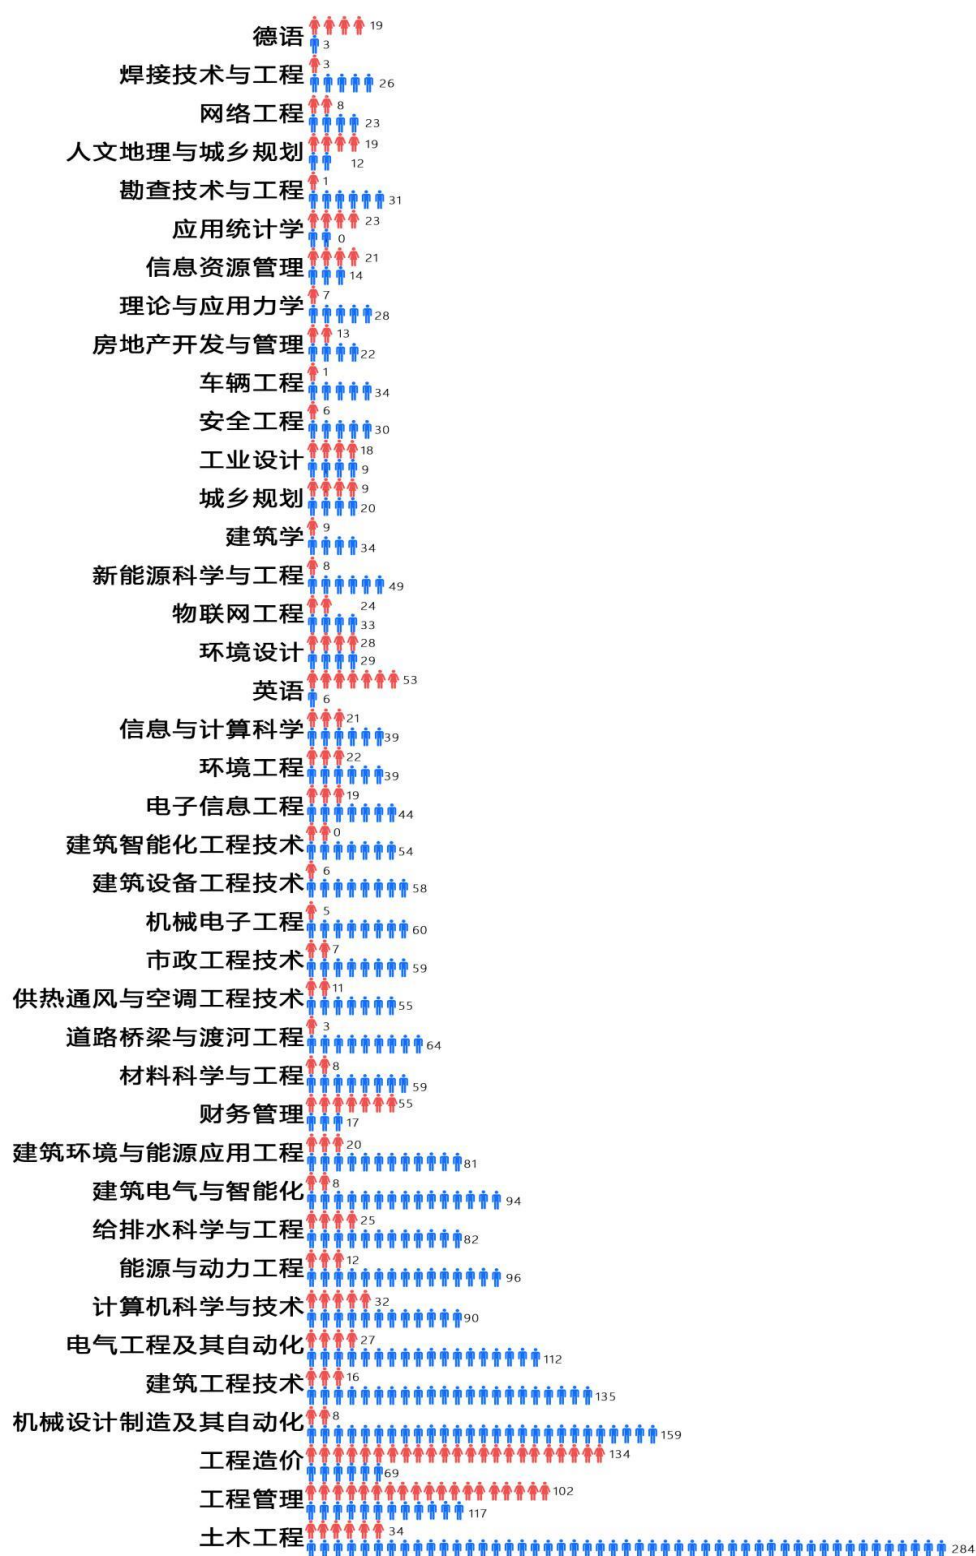 德语 19
3
焊接技术与工程 3
26
网络工程 8
23
人文地理与城乡规划 19
12
勘查技术与工程 1
31
应用统计学 23
0
信息资源管理 21
14
理论与应用力学 7
28
房地产开发与管理 13
22
车辆工程 1
34
安全工程 6
30
工业设计 18
9
城乡规划 9
20
建筑学 9
34
新能源科学与工程 8
49
物联网工程 24
33
环境设计 28
29
英语 53
6
信息与计算科学 21
39
环境工程 22
39
电子信息工程 19
44
建筑智能化工程技术 0
54
建筑设备工程技术 6
58
机械电子工程 5
60
市政工程技术 7
59
供热通风与空调工程技术 11
55
道路桥梁与渡河工程 3
64
材料科学与工程 8
59
财务管理 55
17
建筑环境与能源应用工程 20
81
建筑电气与智能化 8
94
给排水科学与工程 25
82
能源与动力工程 12
96
计算机科学与技术 32
90
电气工程及其自动化 27
112
建筑工程技术 16
135
机械设计制造及其自动化 8
159
工程造价 134
69
工程管理 102
117
土木工程 34
284